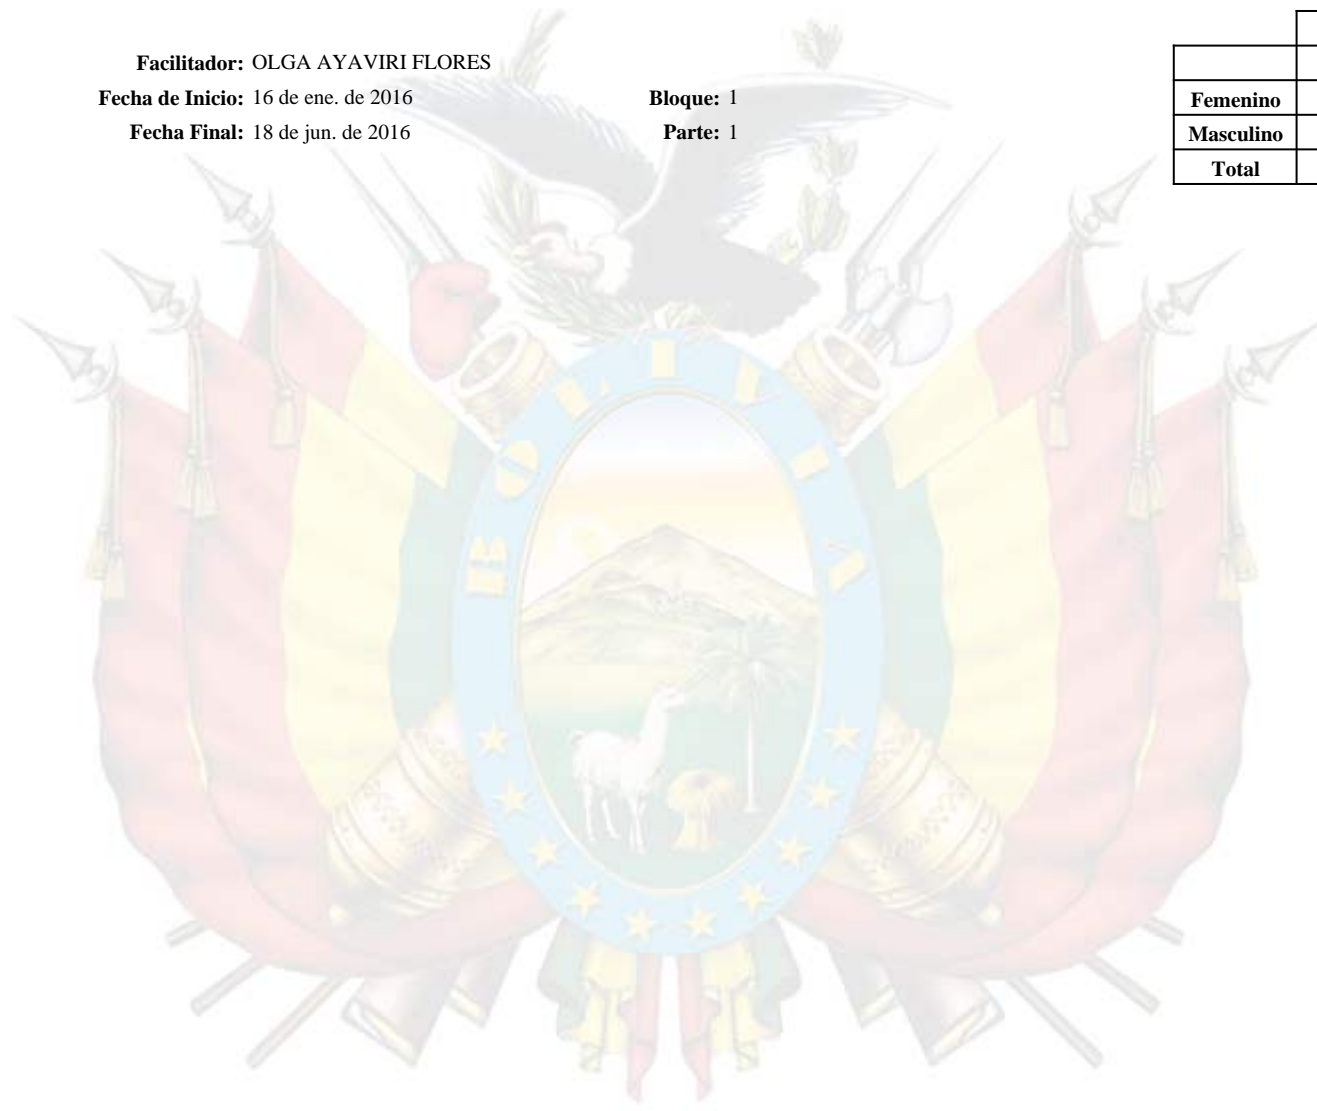 Facilitador: OLGA AYAVIRI FLORES
Fecha de Inicio: 16 de ene. de 2016 Bloque: 1
Fecha Final: 18 de jun. de 2016 Parte: 1
Femenino
Masculino
Total
BOLIVIA